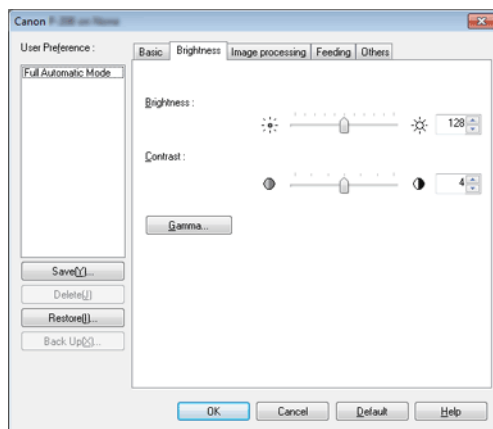 Canon
User Preference :
Full Automatic Mode
Save(Y)...
Delete(J)
Restore(I)...
Back Up(X)...
Basic
Brightness
Image processing
Feeding
Others
Brightness :
128
Contrast :
4
Gamma...
OK
Cancel
Default
Help